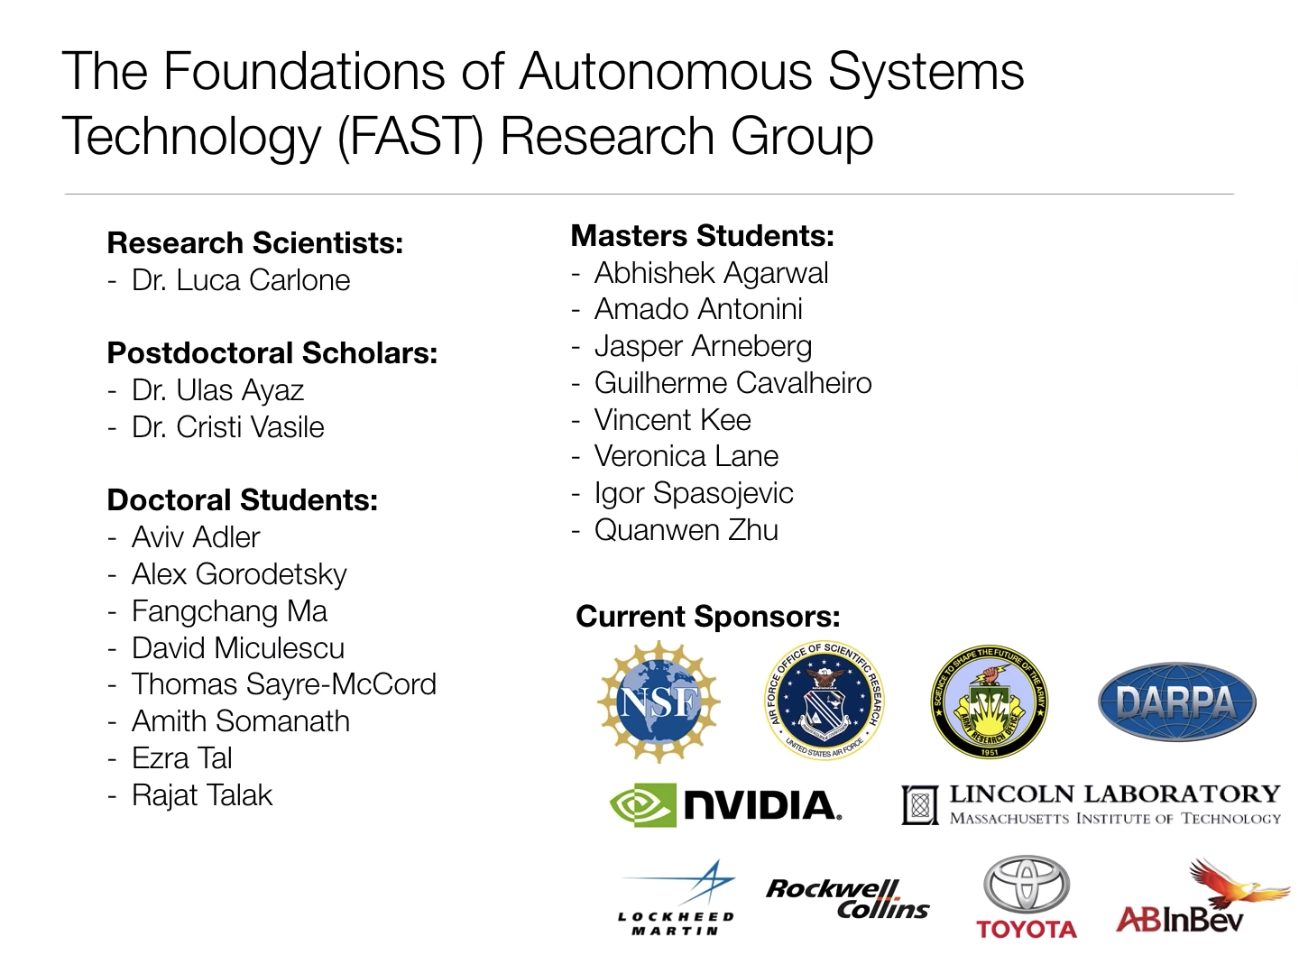 The Foundations of Autonomous Systems
Technology (FAST) Research Group
Research Scientists:
- Dr. Luca Carlone
Postdoctoral Scholars:
- Dr. Ulas Ayaz
- Dr. Cristi Vasile
Doctoral Students:
- Aviv Adler
- Alex Gorodetsky
- Fangchang Ma
- David Miculescu
- Thomas Sayre-McCord
- Amith Somanath
- Ezra Tal
- Rajat Talak
Masters Students:
- Abhishek Agarwal
- Amado Antonini
- Jasper Arneberg
- Guilherme Cavalheiro
- Vincent Kee
- Veronica Lane
- Igor Spasojevic
- Quanwen Zhu
Current Sponsors:
NSF
AIR FORCE OFFICE OF SCIENTIFIC RESEARCH
UNITED STATES AIR FORCE
SCIENCE TO SHAPE THE FUTURE OF THE ARMY
ARMY RESEARCH OFFICE
1951
DARPA
NVIDIA.
LINCOLN LABORATORY
MASSACHUSETTS INSTITUTE OF TECHNOLOGY
LOCKHEED
MARTIN
Rockwell
Collins
TOYOTA
ABInBev